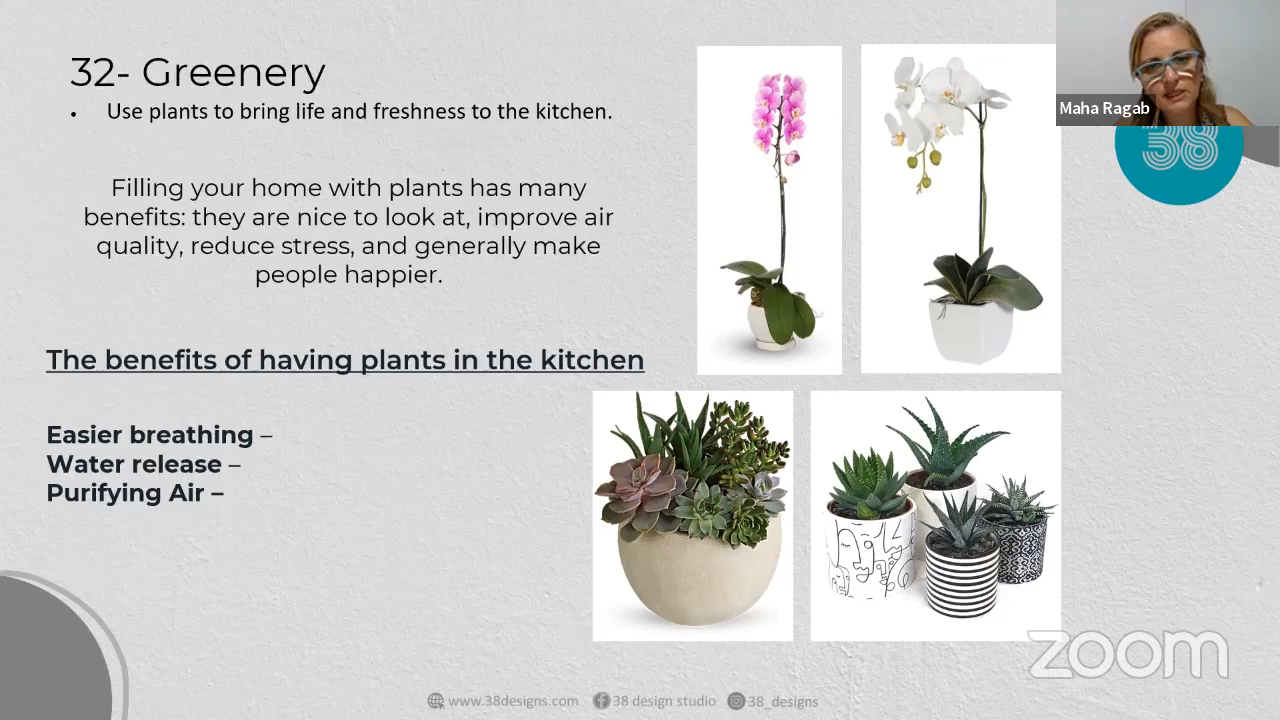 32- Greenery
• Use plants to bring life and freshness to the kitchen.
Filling your home with plants has many
benefits: they are nice to look at, improve air
quality, reduce stress, and generally make
people happier.
The benefits of having plants in the kitchen
Easier breathing –
Water release –
Purifying Air –
Maha Ragab
38
zoom
www.38designs.com
38 design studio
38_designs